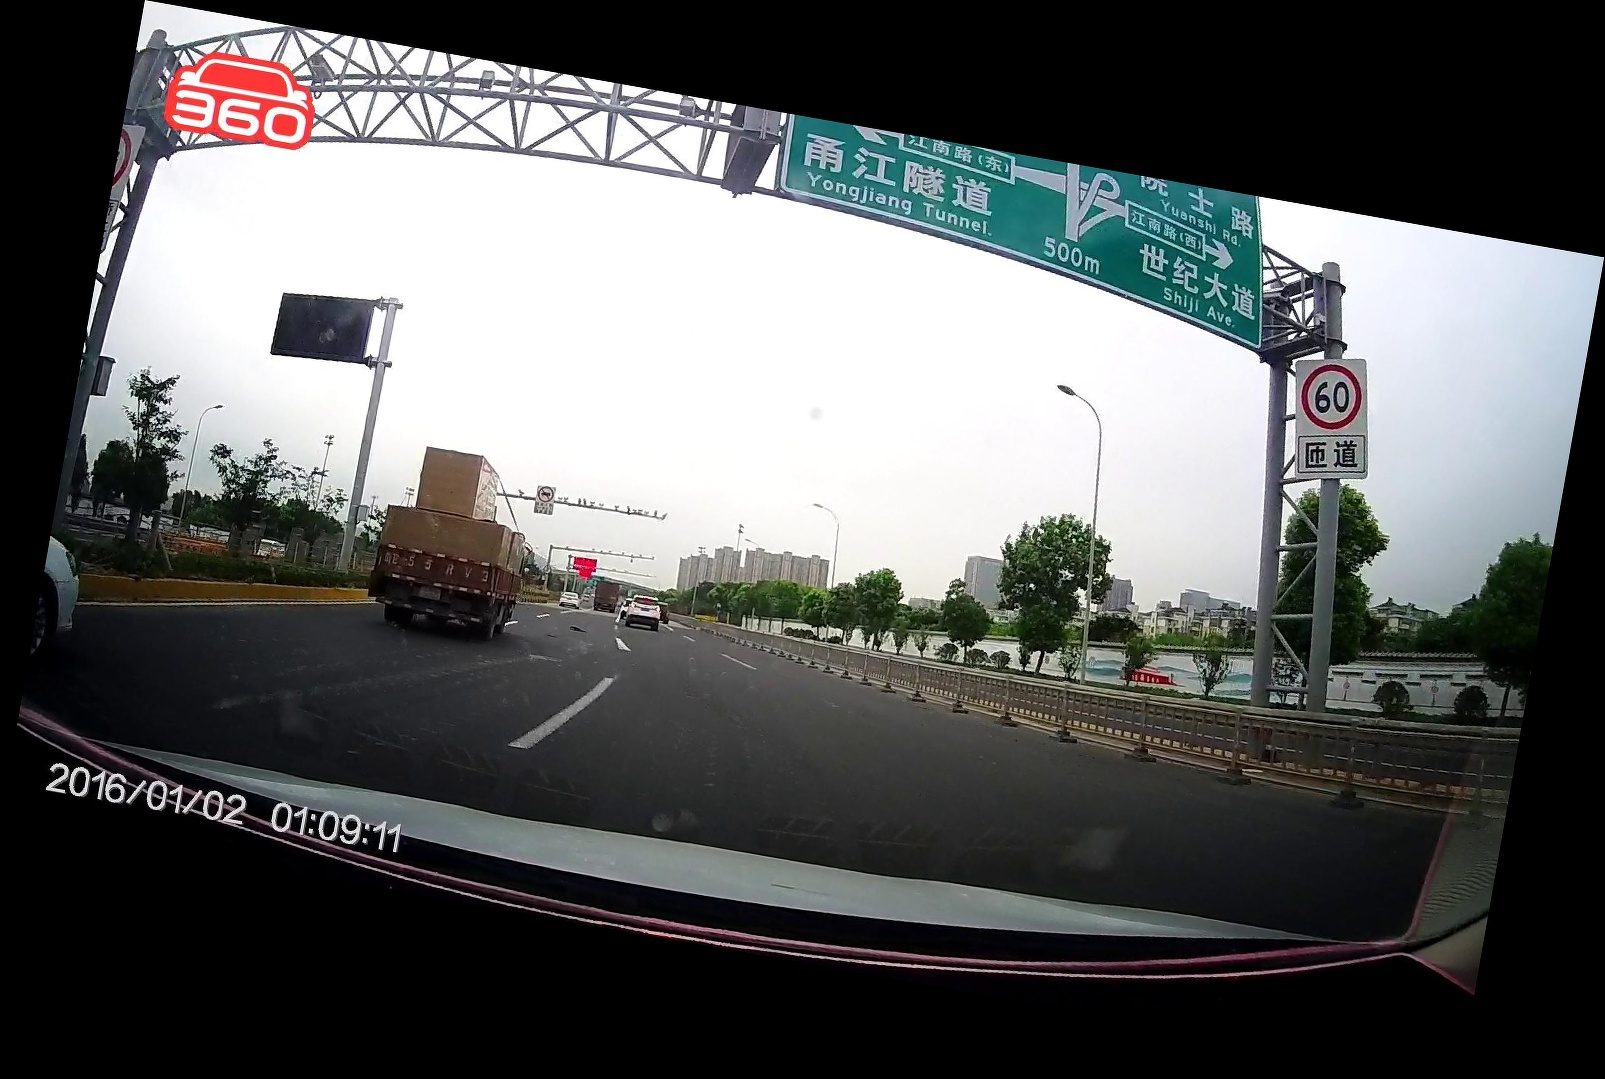 360
江南路(东)
甬江隧道
Yongjiang Tunnel.
500m
院士路
Yuanshi Rd.
江南路(西)
世纪大道
Shiji Ave.
60
匝道
2016/01/02 01:09:11